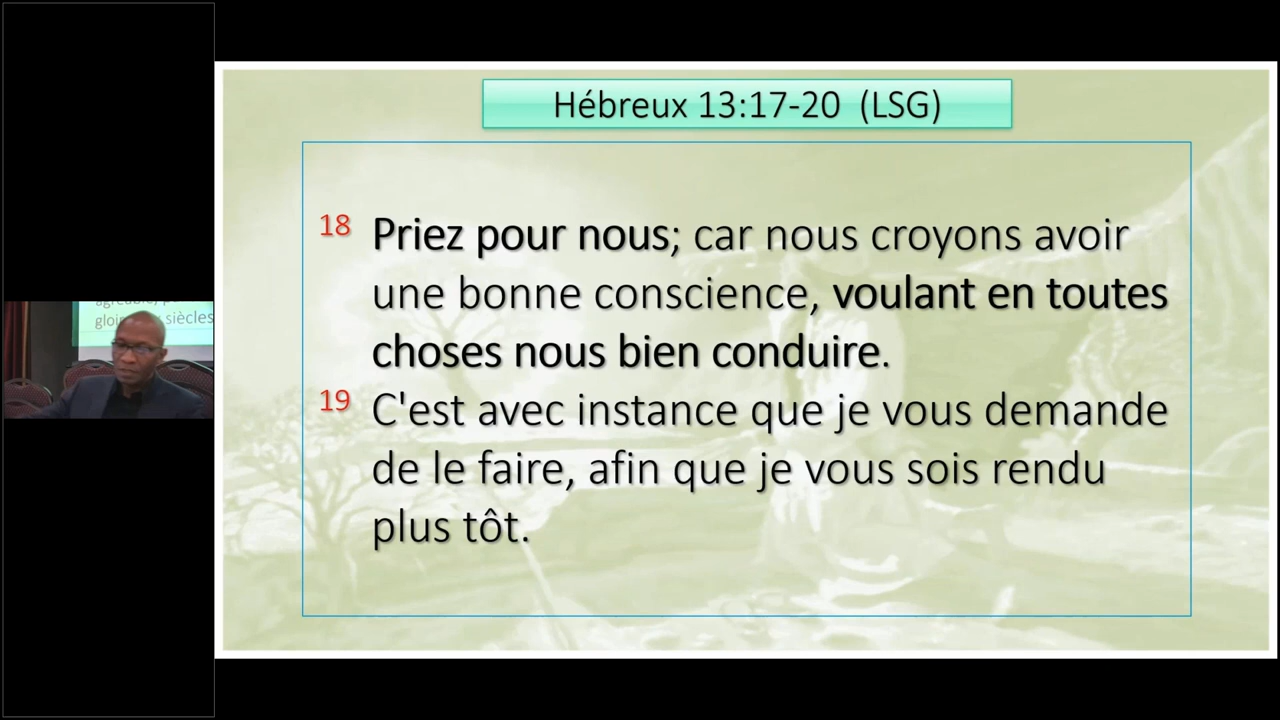 Hébreux 13:17-20 (LSG)
18 Priez pour nous; car nous croyons avoir
une bonne conscience, voulant en toutes
choses nous bien conduire.
19 C'est avec instance que je vous demande
de le faire, afin que je vous sois rendu
plus tôt.
siècles